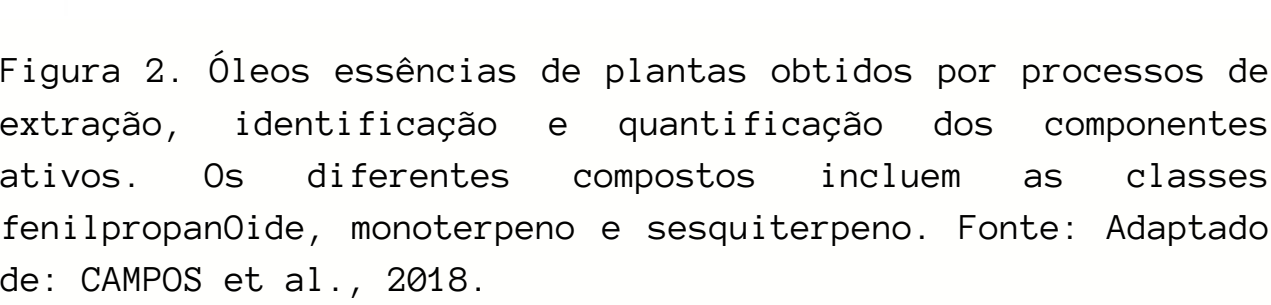 Figura 2. Óleos essências de plantas obtidos por processos de
extração, identificação e quantificação dos componentes
ativos. Os diferentes compostos incluem as classes
fenilpropanOide, monoterpeno e sesquiterpeno. Fonte: Adaptado
de: CAMPOS et al., 2018.